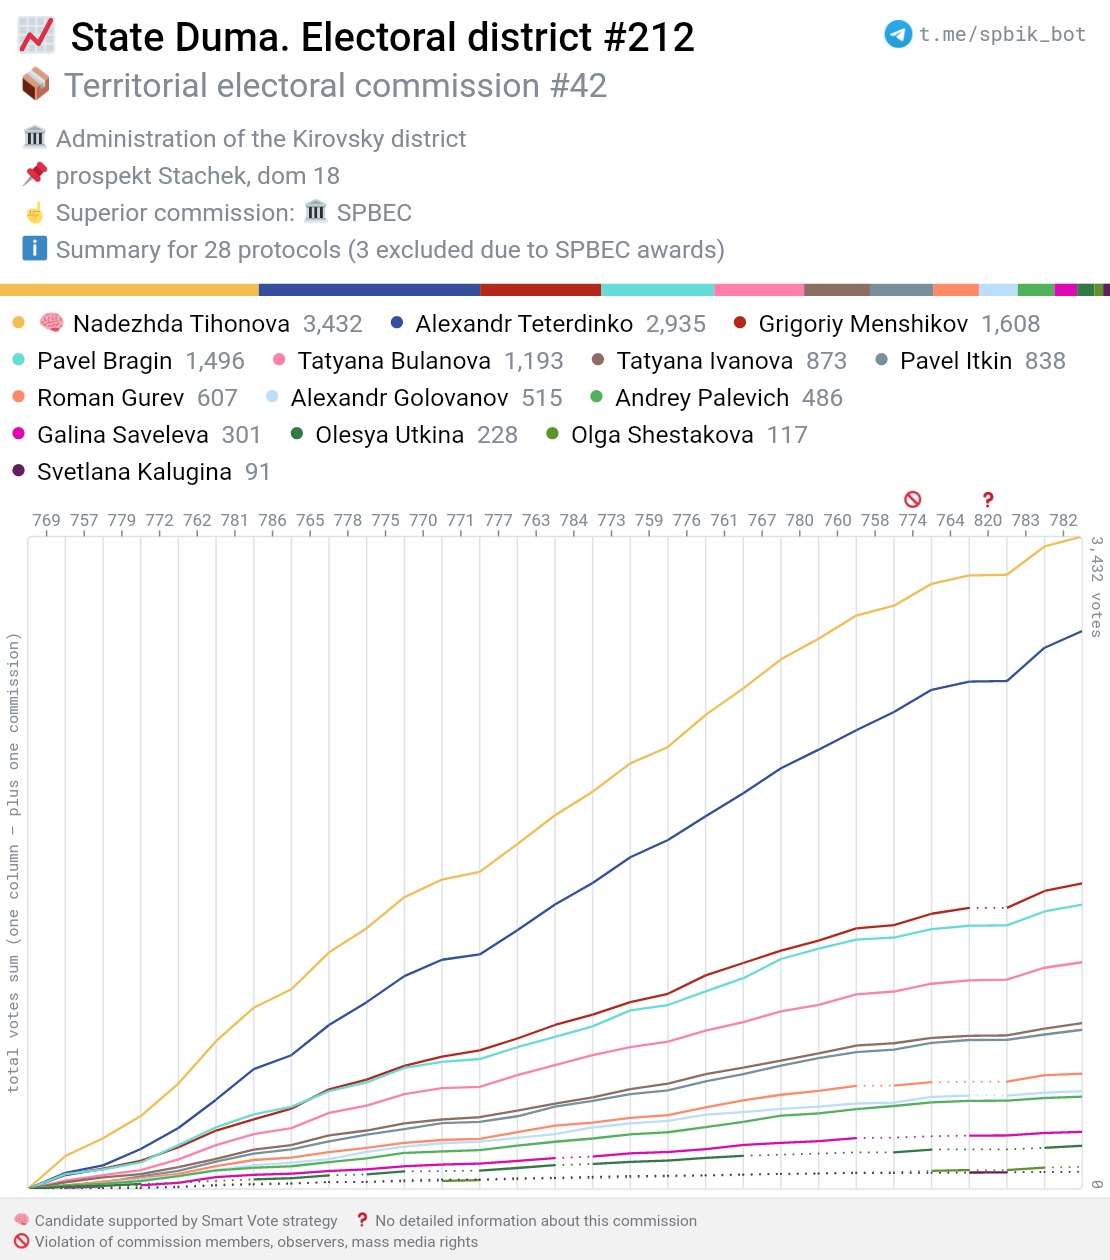 State Duma. Electoral district #212
t.me/spbik_bot
Territorial electoral commission #42
Administration of the Kirovsky district
prospekt Stachek, dom 18
Superior commission: SPBEC
Summary for 28 protocols (3 excluded due to SPBEC awards)
Nadezhda Tihonova 3,432 Alexandr Teterdinko 2,935 Grigoriy Menshikov 1,608
Pavel Bragin 1,496 Tatyana Bulanova 1,193 Tatyana Ivanova 873 Pavel Itkin 838
Roman Gurev 607 Alexandr Golovanov 515 Andrey Palevich 486
Galina Saveleva 301 Olesya Utkina 228 Olga Shestakova 117
Svetlana Kalugina 91
769 757 779 772 762 781 786 765 778 775 770 771 777 763 784 773 759 776 761 767 780 760 758 774 764 820 783 782
3,432 votes
total votes sum (one column – plus one commission)
0
Candidate supported by Smart Vote strategy ? No detailed information about this commission
Violation of commission members, observers, mass media rights